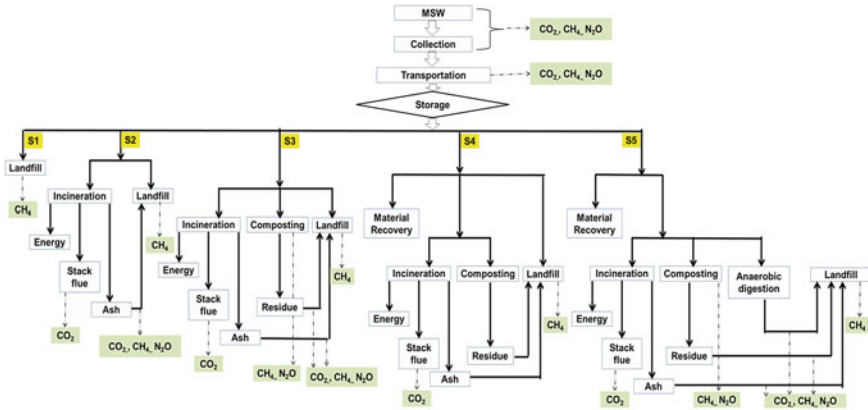 MSW
CO₂, CH₄, N₂O
Collection
Transportation
CO₂, CH₄, N₂O
Storage
S1
S2
S3
S4
S5
Landfill
CH₄
Incineration
Landfill
Energy
CH₄
Stack
flue
Ash
CO₂
CO₂, CH₄, N₂O
Incineration
Composting
Landfill
Energy
CH₄
Stack
flue
Residue
Ash
CO₂
CH₄, N₂O
CO₂, CH₄, N₂O
Material
Recovery
Incineration
Composting
Landfill
Energy
CH₄
Stack
flue
Residue
Ash
CO₂
Material
Recovery
Incineration
Composting
Anaerobic
digestion
Landfill
Energy
CH₄
Stack
flue
Residue
Ash
CO₂
CH₄, N₂O
CO₂, CH₄, N₂O